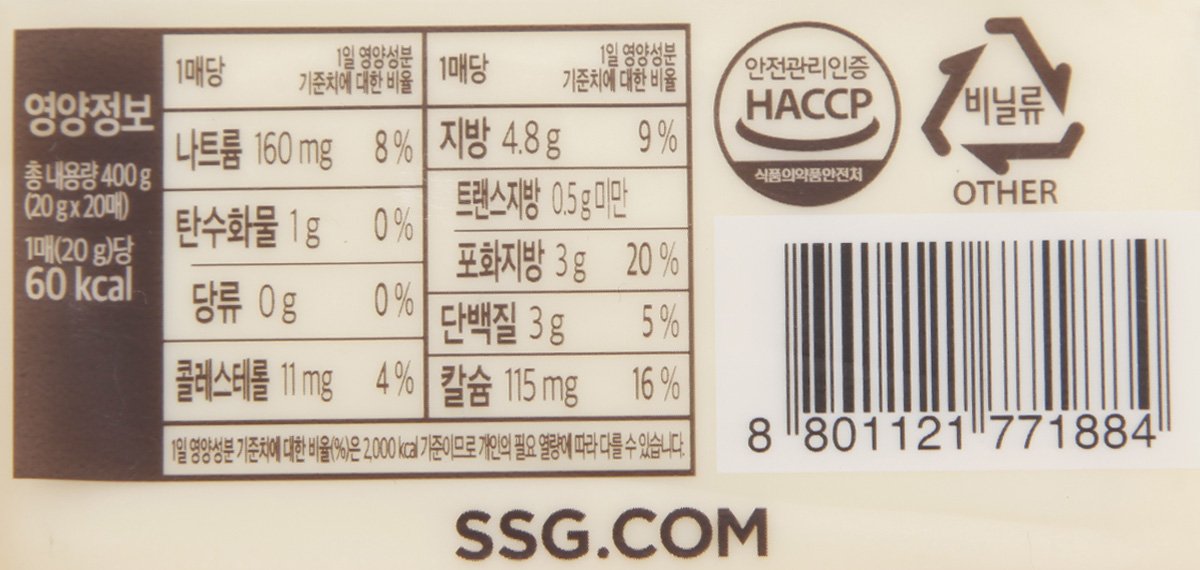 영양정보
총 내용량 400 g
(20 g x 20매)
1매(20 g)당
60 kcal
1매당 1일 영양성분
기준치에 대한 비율
나트륨 160 mg 8 %
탄수화물 1 g 0 %
당류 0 g 0 %
콜레스테롤 11 mg 4 %
1매당 1일 영양성분
기준치에 대한 비율
지방 4.8 g 9 %
트랜스지방 0.5 g 미만
포화지방 3 g 20 %
단백질 3 g 5 %
칼슘 115 mg 16 %
1일 영양성분 기준치에 대한 비율(%)은 2,000 kcal 기준이므로 개인의 필요 열량에 따라 다를 수 있습니다.
안전관리인증
HACCP
식품의약품안전처
비닐류
OTHER
8 801121 771884
SSG.COM